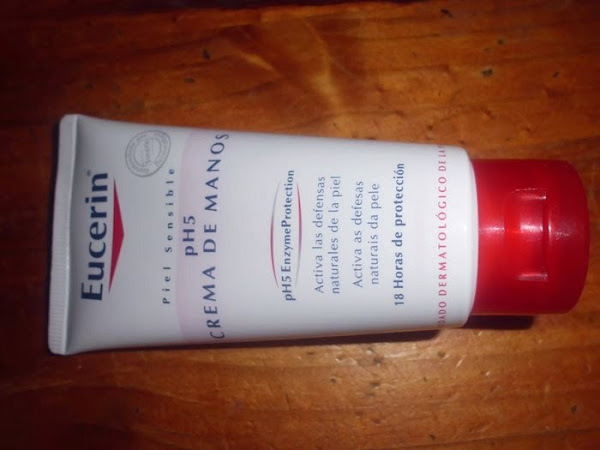 Eucerin®
Piel Sensible
pH5
CREMA DE MANOS
pH5 EnzymeProtection
Activa las defensas
naturales de la piel
Activa as defesas
naturais da pele
18 Horas de protección
DERMATOLÓGICO DE